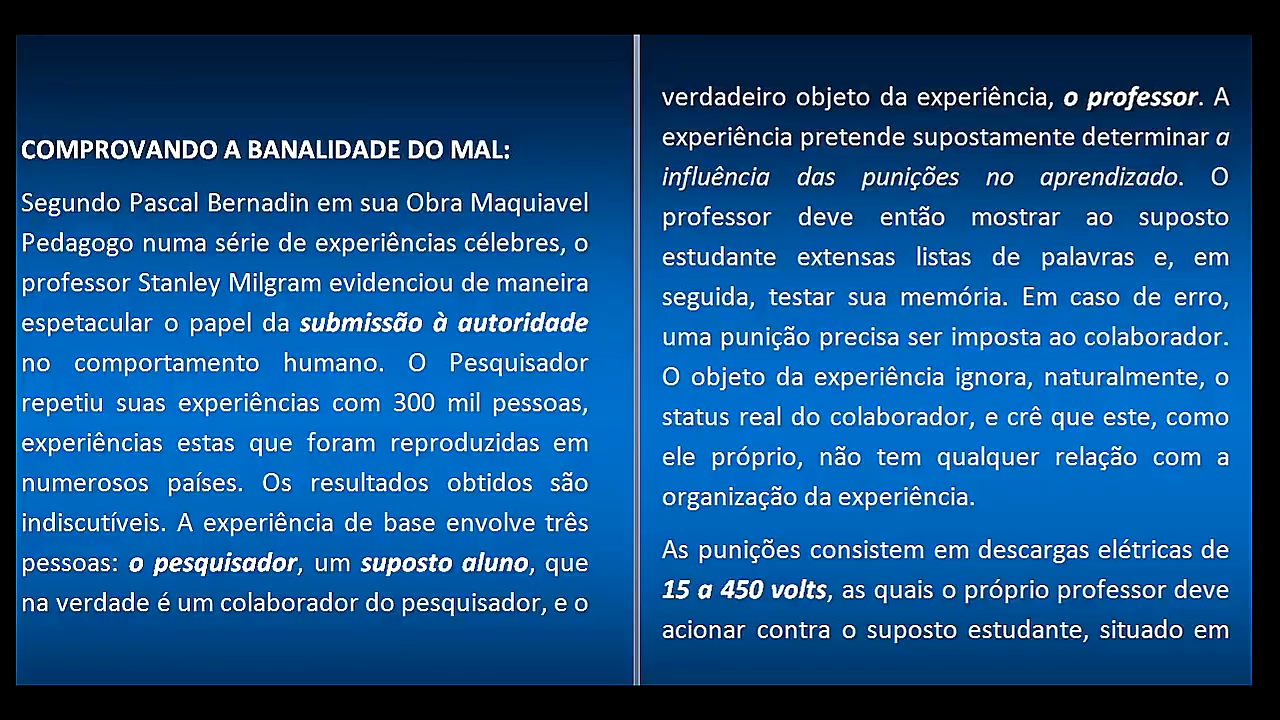 COMPROVANDO A BANALIDADE DO MAL:
Segundo Pascal Bernadin em sua Obra Maquiavel
Pedagogo numa série de experiências célebres, o
professor Stanley Milgram evidenciou de maneira
espetacular o papel da submissão à autoridade
no comportamento humano. O Pesquisador
repetiu suas experiências com 300 mil pessoas,
experiências estas que foram reproduzidas em
numerosos países. Os resultados obtidos são
indiscutíveis. A experiência de base envolve três
pessoas: o pesquisador, um suposto aluno, que
na verdade é um colaborador do pesquisador, e o
verdadeiro objeto da experiência, o professor. A
experiência pretende supostamente determinar a
influência das punições no aprendizado. O
professor deve então mostrar ao suposto
estudante extensas listas de palavras e, em
seguida, testar sua memória. Em caso de erro,
uma punição precisa ser imposta ao colaborador.
O objeto da experiência ignora, naturalmente, o
status real do colaborador, e crê que este, como
ele próprio, não tem qualquer relação com a
organização da experiência.
As punições consistem em descargas elétricas de
15 a 450 volts, as quais o próprio professor deve
acionar contra o suposto estudante, situado em